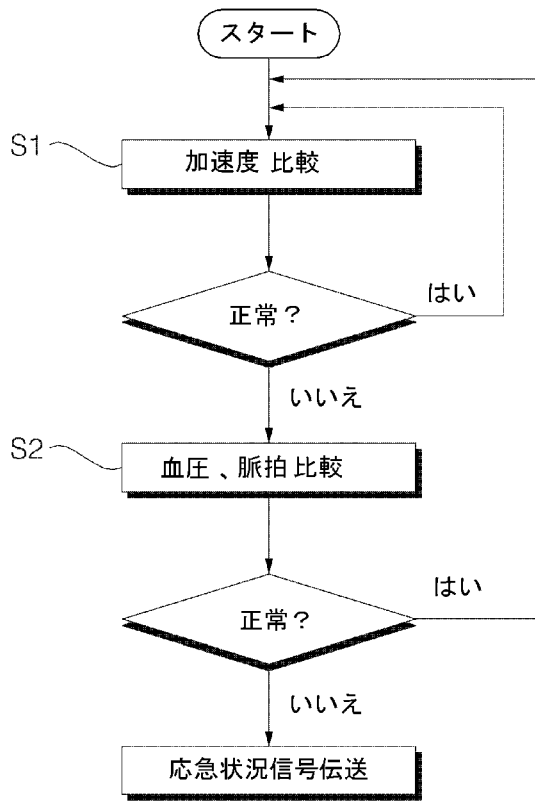 スタート
S1
加速度 比較
正常？
はい
いいえ
S2
血圧、脈拍 比較
正常？
はい
いいえ
応急状況信号伝送